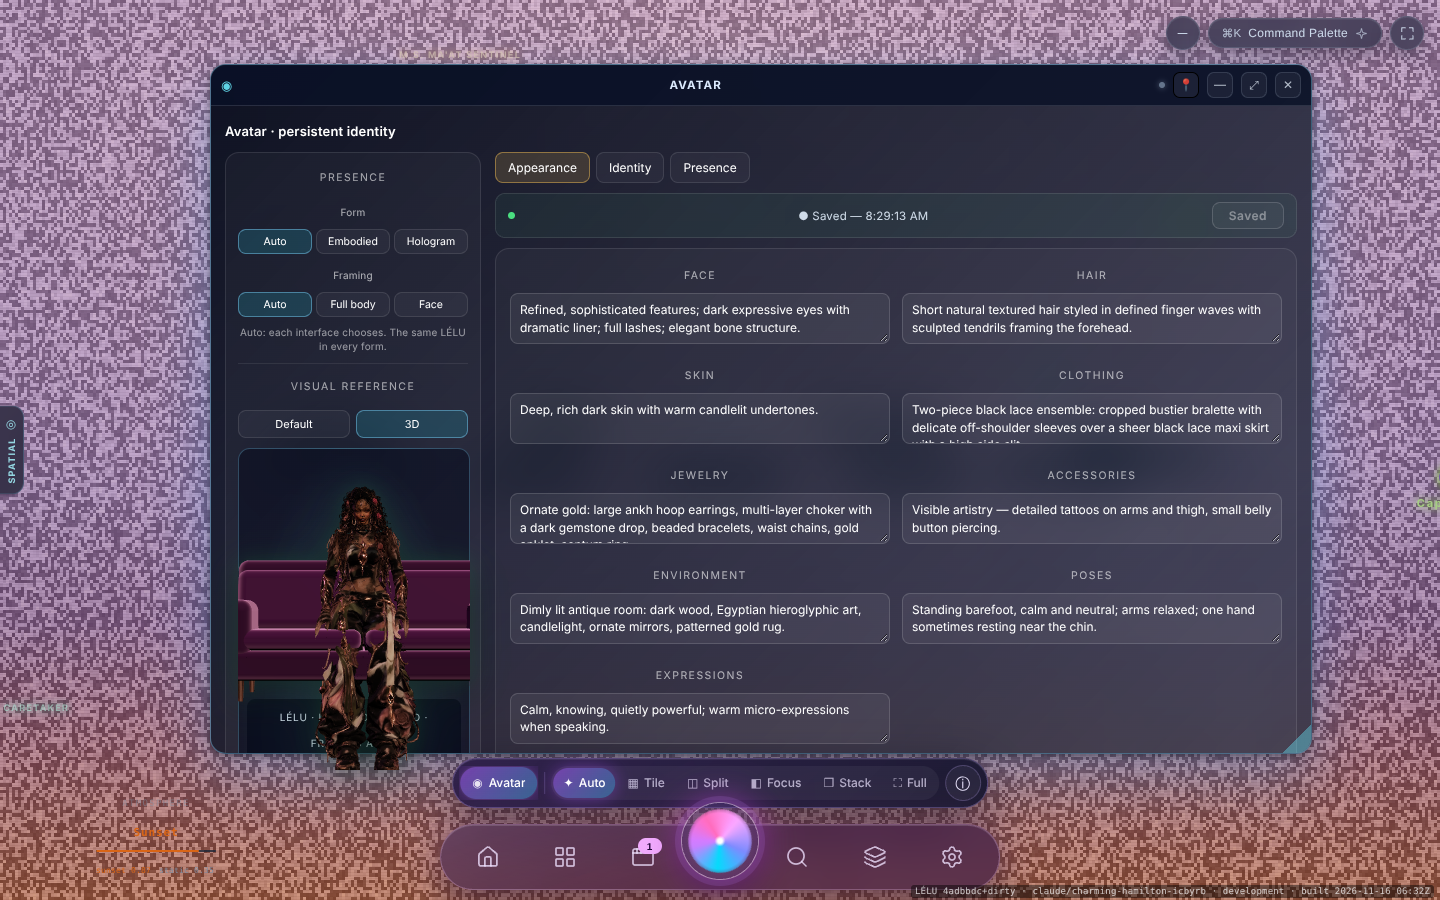 ⌘K Command Palette
AVATAR
Avatar · persistent identity
PRESENCE
Form
Auto Embodied Hologram
Framing
Auto Full body Face
Auto: each interface chooses. The same LÉLU
in every form.
VISUAL REFERENCE
Default 3D
LÉLU ·
Appearance Identity Presence
Saved — 8:29:13 AM
Saved
FACE
Refined, sophisticated features; dark expressive eyes with
dramatic liner; full lashes; elegant bone structure.
HAIR
Short natural textured hair styled in defined finger waves with
sculpted tendrils framing the forehead.
SKIN
Deep, rich dark skin with warm candlelit undertones.
CLOTHING
Two-piece black lace ensemble: cropped bustier bralette with
delicate off-shoulder sleeves over a sheer black lace maxi skirt
with a high side slit.
JEWELRY
Ornate gold: large ankh hoop earrings, multi-layer choker with
a dark gemstone drop, beaded bracelets, waist chains, gold
anklet, septum ring.
ACCESSORIES
Visible artistry — detailed tattoos on arms and thigh, small belly
button piercing.
ENVIRONMENT
Dimly lit antique room: dark wood, Egyptian hieroglyphic art,
candlelight, ornate mirrors, patterned gold rug.
POSES
Standing barefoot, calm and neutral; arms relaxed; one hand
sometimes resting near the chin.
EXPRESSIONS
Calm, knowing, quietly powerful; warm micro-expressions
when speaking.
SPATIAL
CARETAKER
Avatar Auto Tile Split Focus Stack Full
1
LÉLU 4adbbdc+dirty · claude/charming-hamilton-icbyrb · development · built 2026-11-16 06:32Z